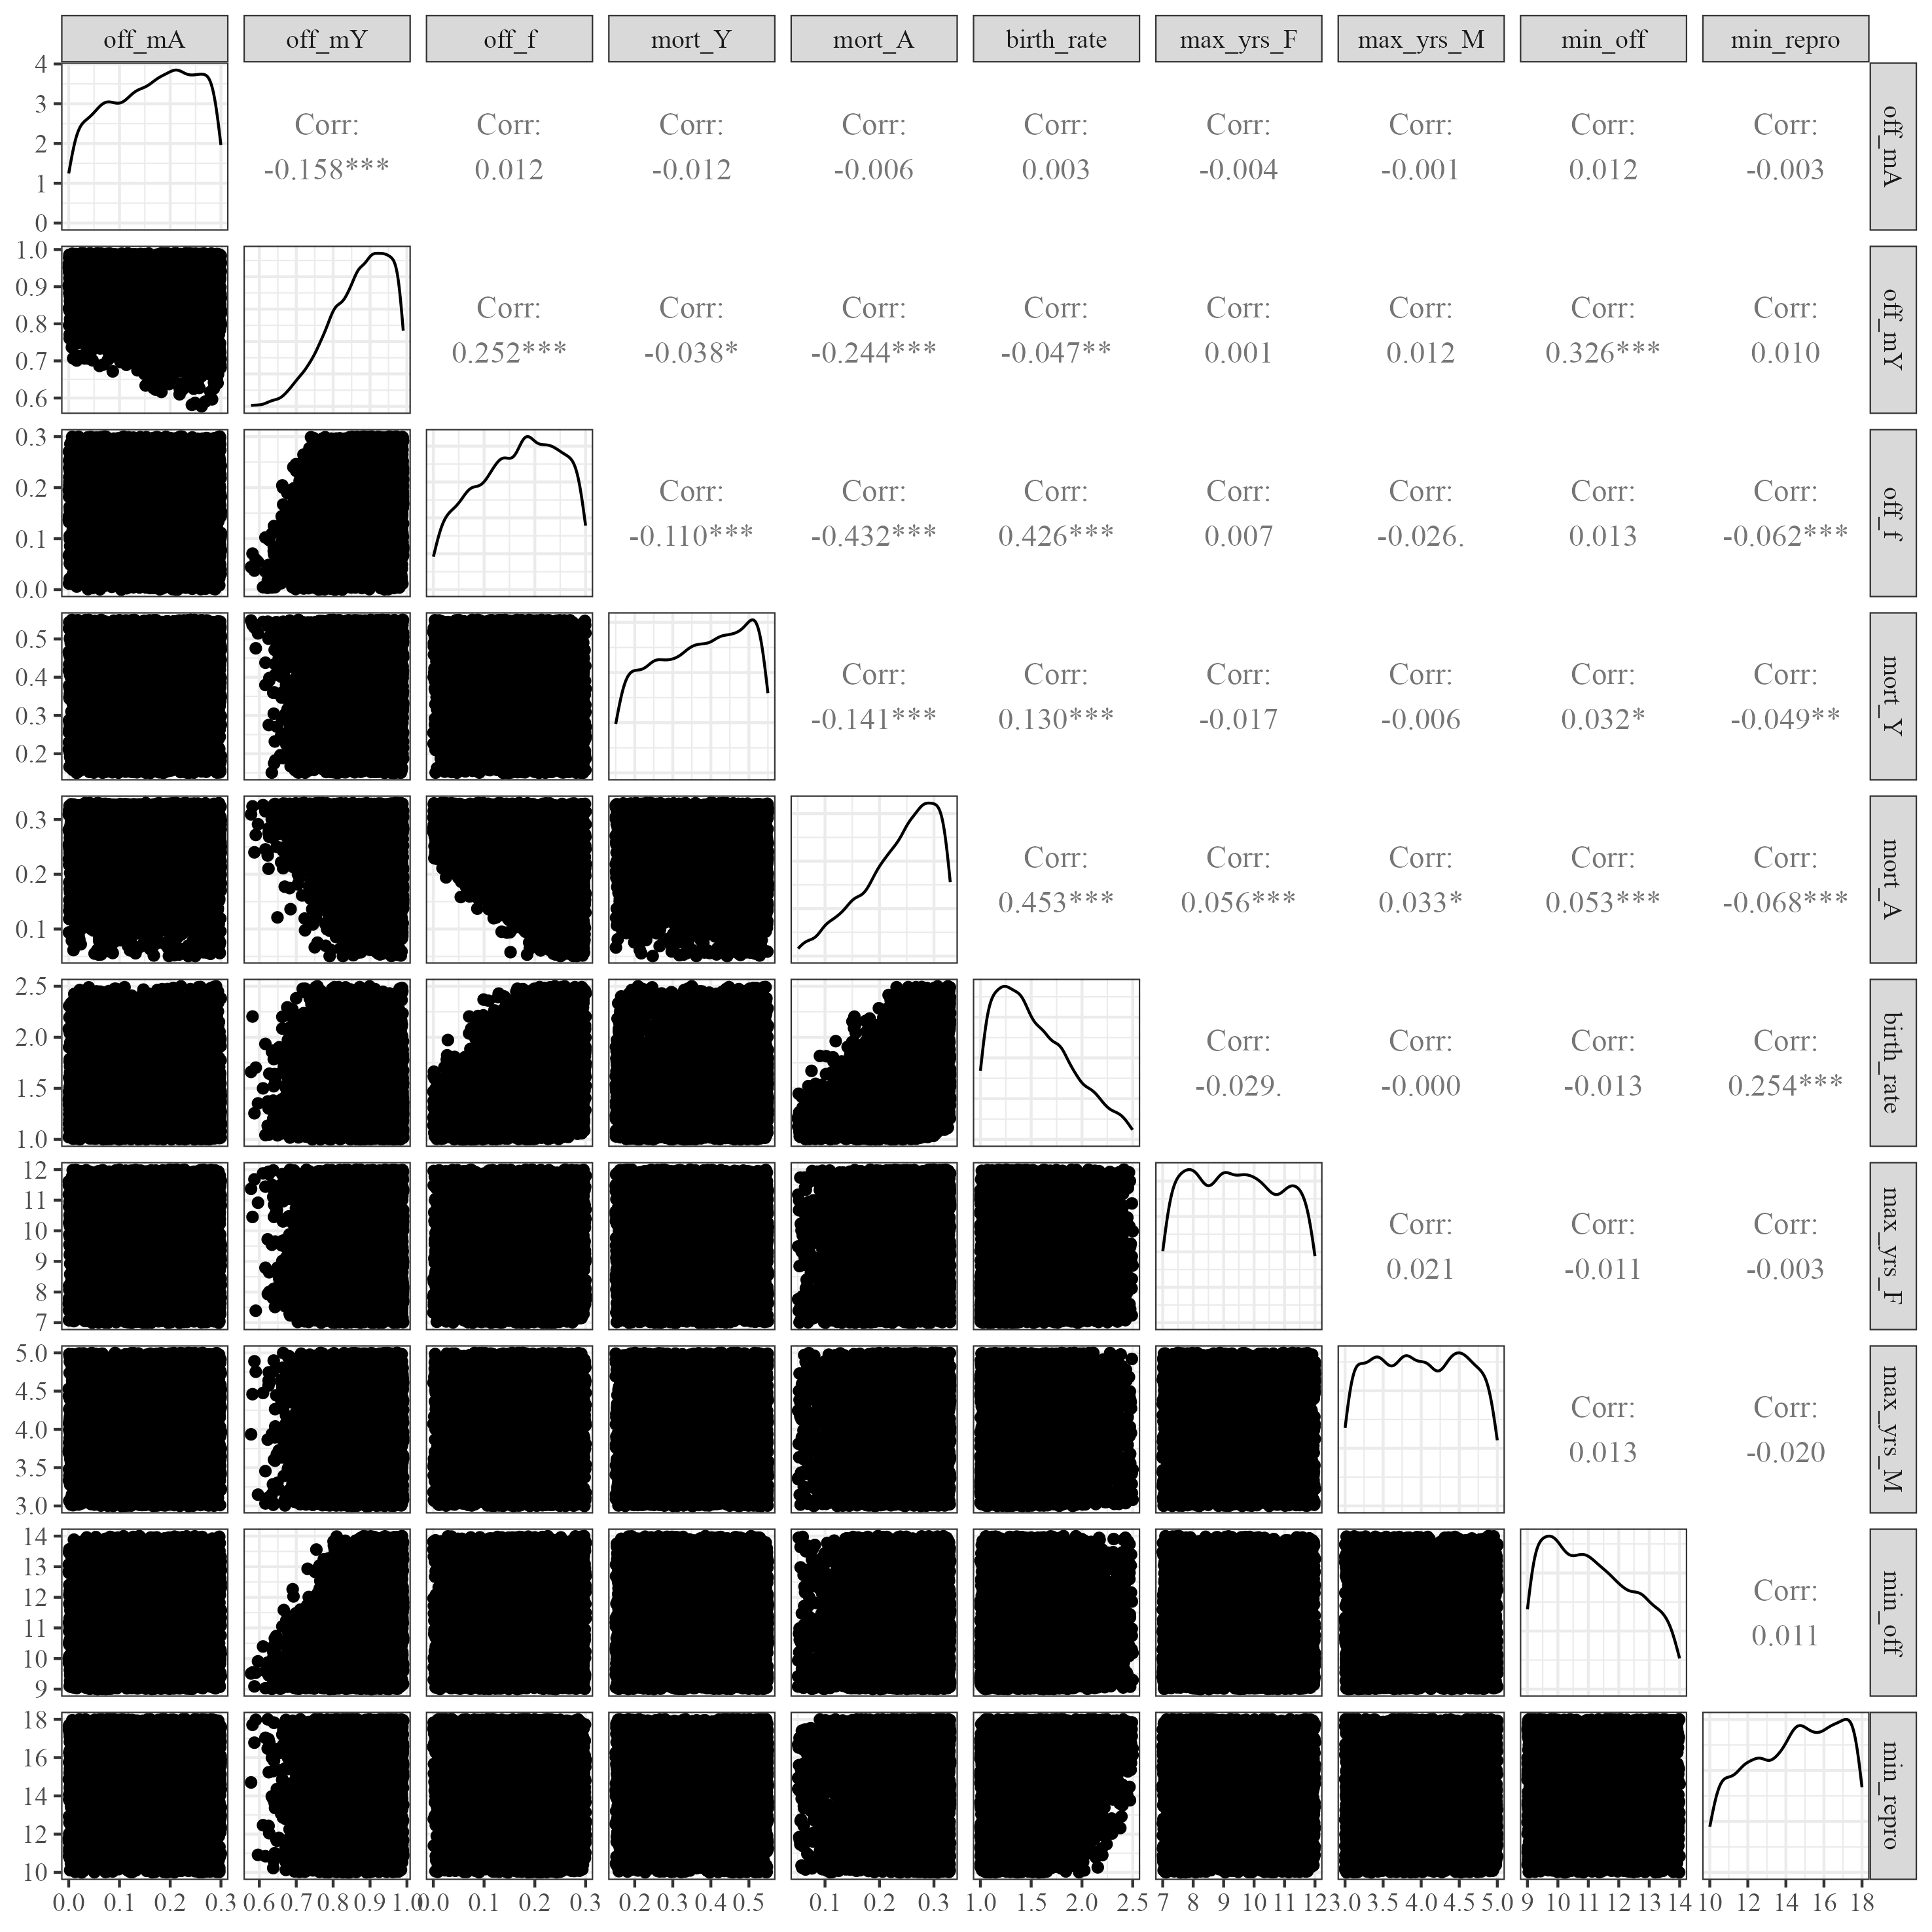 off_mA off_mY off_f mort_Y mort_A birth_rate max_yrs_F max_yrs_M min_off min_repro
4
3
2
1
0
Corr: Corr: Corr: Corr: Corr: Corr: Corr: Corr: Corr:
-0.158*** 0.012 -0.012 -0.006 0.003 -0.004 -0.001 0.012 -0.003
off_mA
1.0
0.9
0.8
0.7
0.6
Corr: Corr: Corr: Corr: Corr: Corr: Corr: Corr:
0.252*** -0.038* -0.244*** -0.047** 0.001 0.012 0.326*** 0.010
off_mY
0.3
0.2
0.1
0.0
Corr: Corr: Corr: Corr: Corr: Corr: Corr:
-0.110*** -0.432*** 0.426*** 0.007 -0.026. 0.013 -0.062***
off_f
0.5
0.4
0.3
0.2
Corr: Corr: Corr: Corr: Corr: Corr:
-0.141*** 0.130*** -0.017 -0.006 0.032* -0.049**
mort_Y
0.3
0.2
0.1
Corr: Corr: Corr: Corr: Corr:
0.453*** 0.056*** 0.033* 0.053*** -0.068***
mort_A
2.5
2.0
1.5
1.0
Corr: Corr: Corr: Corr:
-0.029. -0.000 -0.013 0.254***
birth_rate
12
11
10
9
8
7
Corr: Corr: Corr:
0.021 -0.011 -0.003
max_yrs_F
5.0
4.5
4.0
3.5
3.0
Corr: Corr:
0.013 -0.020
max_yrs_M
14
13
12
11
10
9
Corr:
0.011
min_off
18
16
14
12
10
min_repro
0.0 0.1 0.2 0.3 0.6 0.7 0.8 0.9 1.0 0.0 0.1 0.2 0.3 0.2 0.3 0.4 0.5 0.1 0.2 0.3 1.0 1.5 2.0 2.5 7 8 9 10 11 12 3.0 3.5 4.0 4.5 5.0 9 10 11 12 13 14 10 12 14 16 18